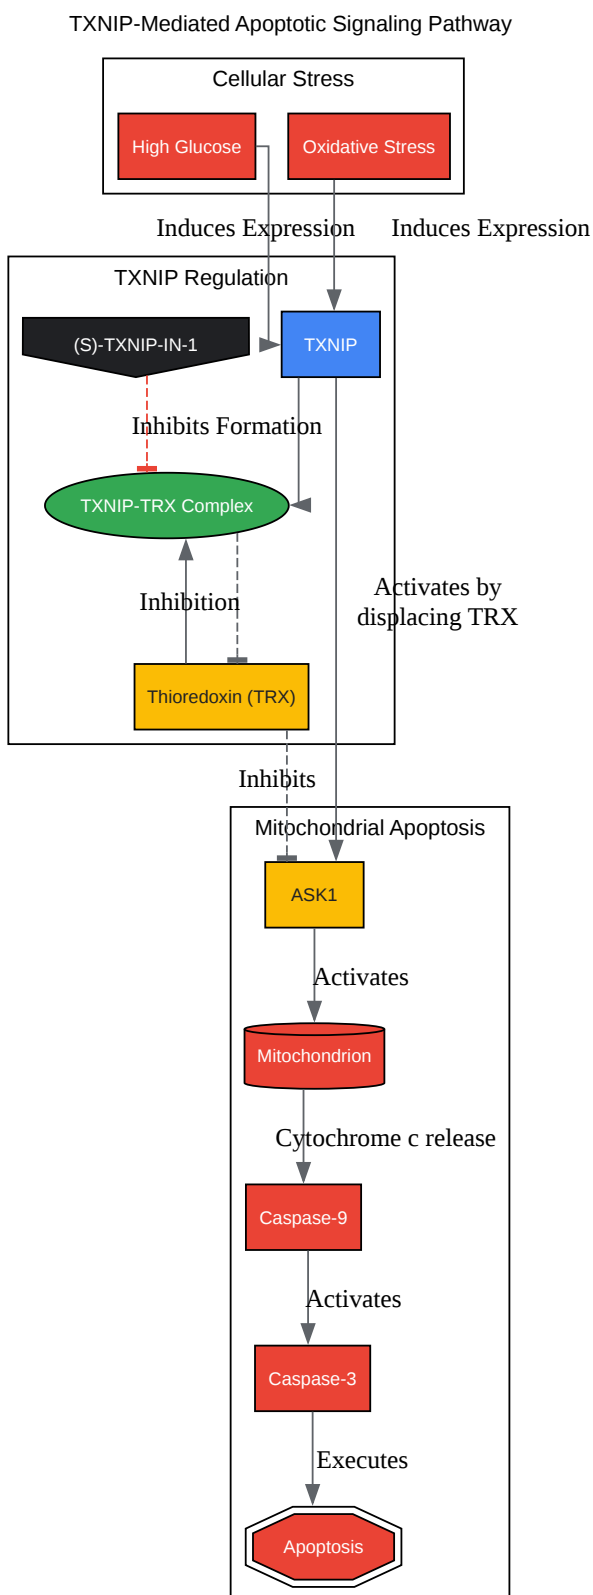 TXNIP-Mediated Apoptotic Signaling Pathway
Cellular Stress
High Glucose
Oxidative Stress
Induces Expression
Induces Expression
TXNIP Regulation
(S)-TXNIP-IN-1
TXNIP
Inhibits Formation
TXNIP-TRX Complex
Activates by
displacing TRX
Inhibition
Thioredoxin (TRX)
Inhibits
Mitochondrial Apoptosis
ASK1
Activates
Mitochondrion
Cytochrome c release
Caspase-9
Activates
Caspase-3
Executes
Apoptosis